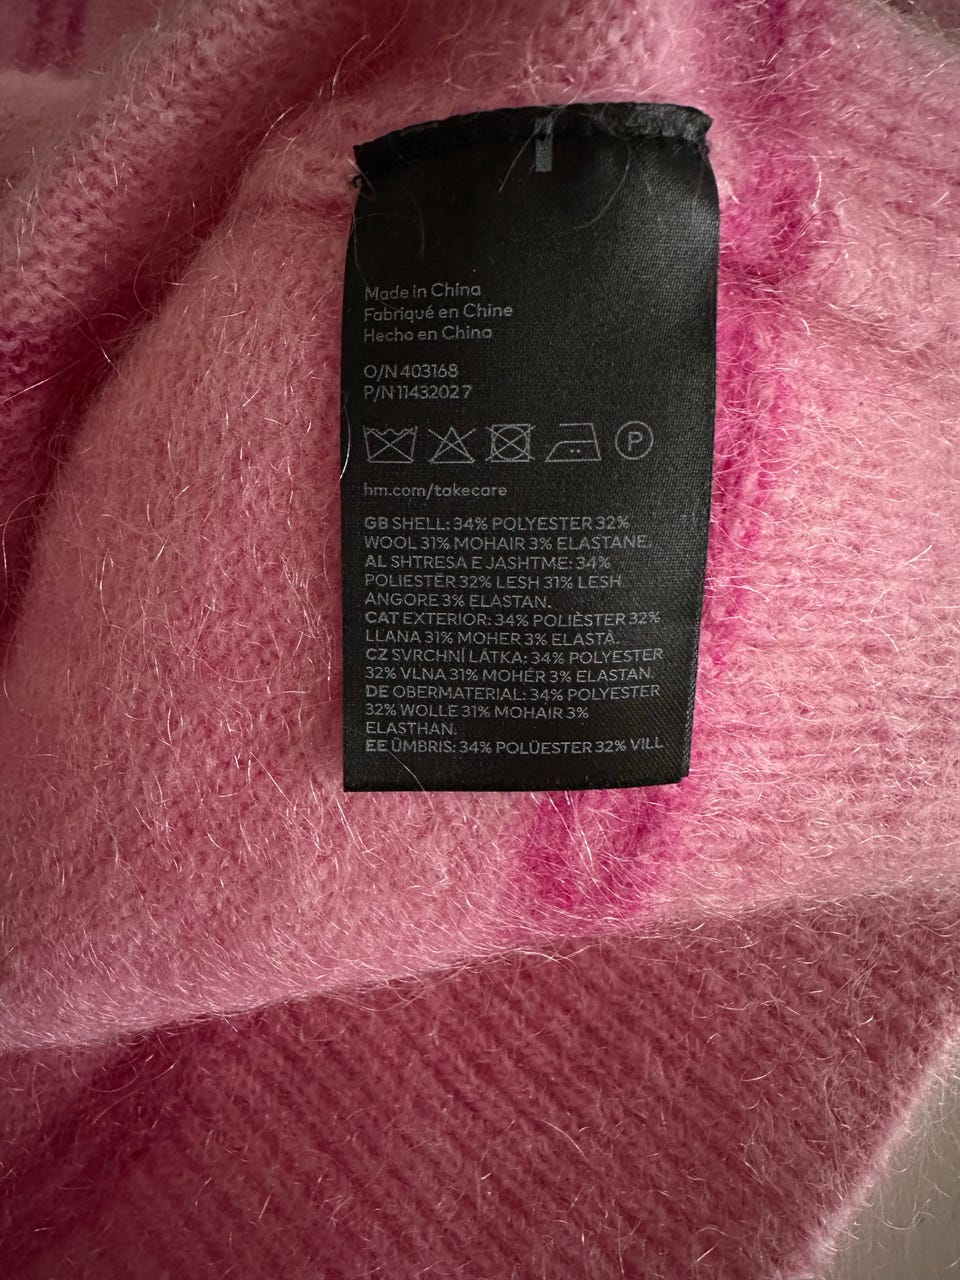 Made in China
Fabriqué en Chine
Hecho en China
O/N 403168
P/N 11432027
P
hm.com/takecare
GB SHELL: 34% POLYESTER 32%
WOOL 31% MOHAIR 3% ELASTANE.
AL SHTRESA E JASHTME: 34%
POLIESTËR 32% LESH 31% LESH
ANGORE 3% ELASTAN.
CAT EXTERIOR: 34% POLIÈSTER 32%
LLANA 31% MOHER 3% ELASTÀ.
CZ SVRCHNÍ LÁTKA: 34% POLYESTER
32% VLNA 31% MOHÉR 3% ELASTAN.
DE OBERMATERIAL: 34% POLYESTER
32% WOLLE 31% MOHAIR 3%
ELASTHAN.
EE ÜMBRIS: 34% POLÜESTER 32% VILL